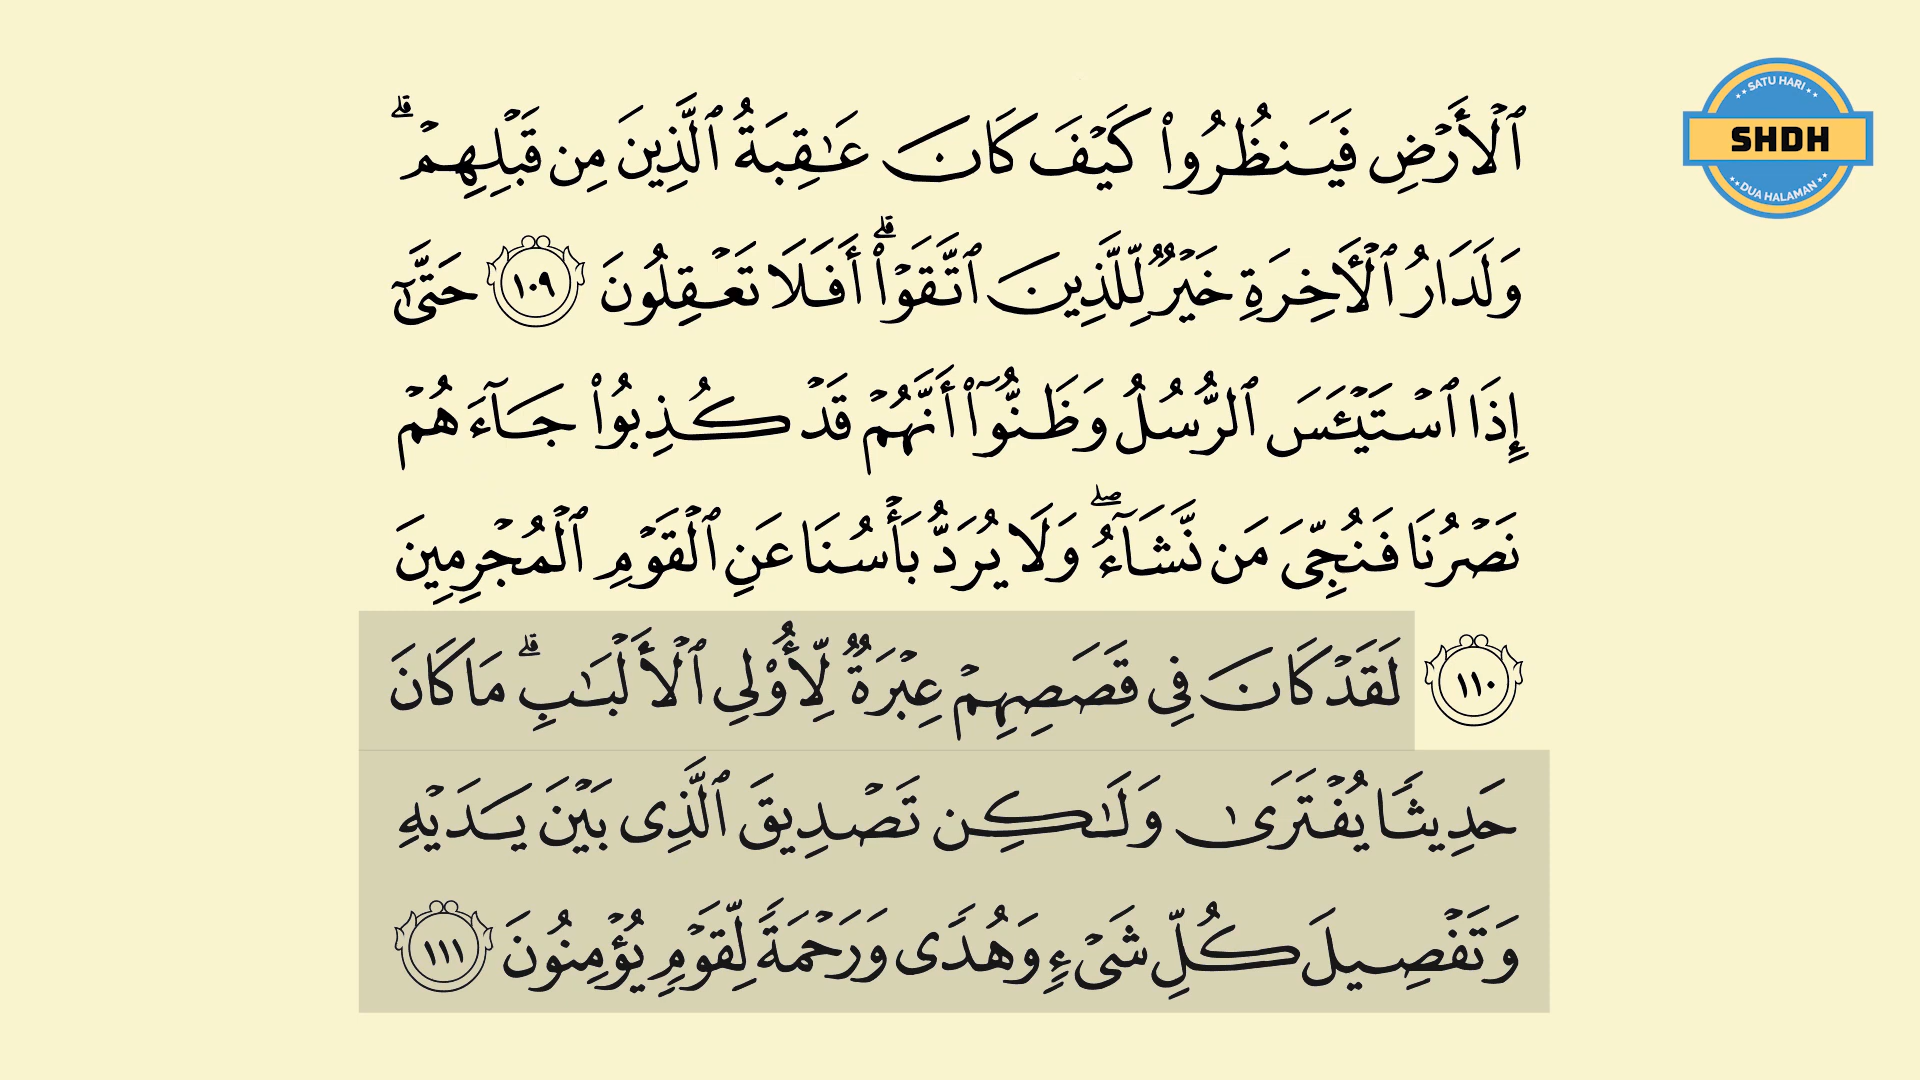 ٱلْأَرْضِ فَيَنظُرُوا۟ كَيْفَ كَانَ عَـٰقِبَةُ ٱلَّذِينَ مِن قَبْلِهِمْ ۗ
وَلَدَارُ ٱلْـَٔاخِرَةِ خَيْرٌ لِّلَّذِينَ ٱتَّقَوْا۟ ۗ أَفَلَا تَعْقِلُونَ ١٠٩ حَتَّىٰٓ
إِذَا ٱسْتَيْـَٔسَ ٱلرُّسُلُ وَظَنُّوٓا۟ أَنَّهُمْ قَدْ كُذِبُوا۟ جَآءَهُمْ
نَصْرُنَا فَنُجِّىَ مَن نَّشَآءُ ۖ وَلَا يُرَدُّ بَأْسُنَا عَنِ ٱلْقَوْمِ ٱلْمُجْرِمِينَ
١١٠ لَقَدْ كَانَ فِى قَصَصِهِمْ عِبْرَةٌ لِّأُو۟لِى ٱلْأَلْبَـٰبِ ۗ مَا كَانَ
حَدِيثًا يُفْتَرَىٰ وَلَـٰكِن تَصْدِيقَ ٱلَّذِى بَيْنَ يَدَيْهِ
وَتَفْصِيلَ كُلِّ شَىْءٍ وَهُدًى وَرَحْمَةً لِّقَوْمٍ يُؤْمِنُونَ ١١١
SATU HARI
SHDH
DUA HALAMAN